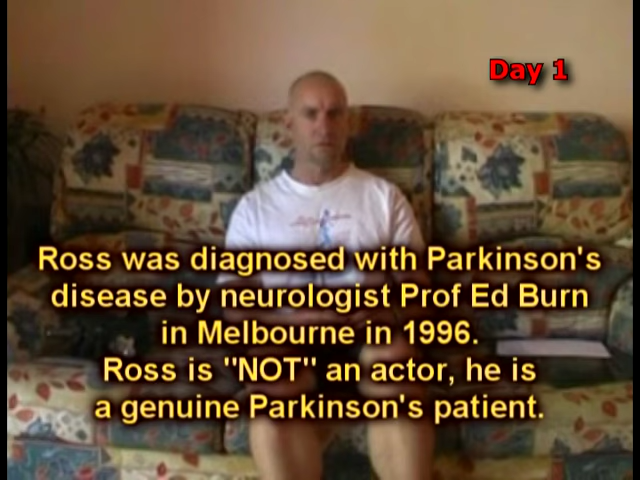 Day 1
Ross was diagnosed with Parkinson's
disease by neurologist Prof Ed Burn
in Melbourne in 1996.
Ross is "NOT" an actor, he is
a genuine Parkinson's patient.